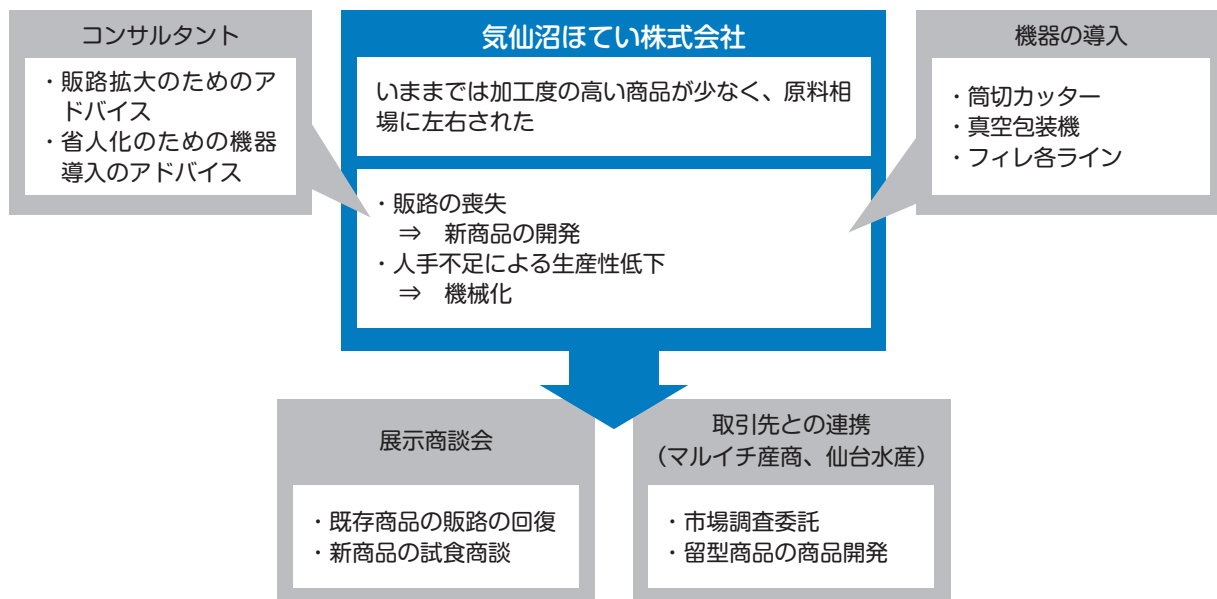 コンサルタント
・販路拡大のためのア
ドバイス
・省人化のための機器
導入のアドバイス
気仙沼ほてい株式会社
いままでは加工度の高い商品が少なく、原料相
場に左右された
・販路の喪失
⇒ 新商品の開発
・人手不足による生産性低下
⇒ 機械化
機器の導入
・筒切カッター
・真空包装機
・フィレ各ライン
展示商談会
・既存商品の販路の回復
・新商品の試食商談
取引先との連携
（マルイチ産商、仙台水産）
・市場調査委託
・留型商品の商品開発